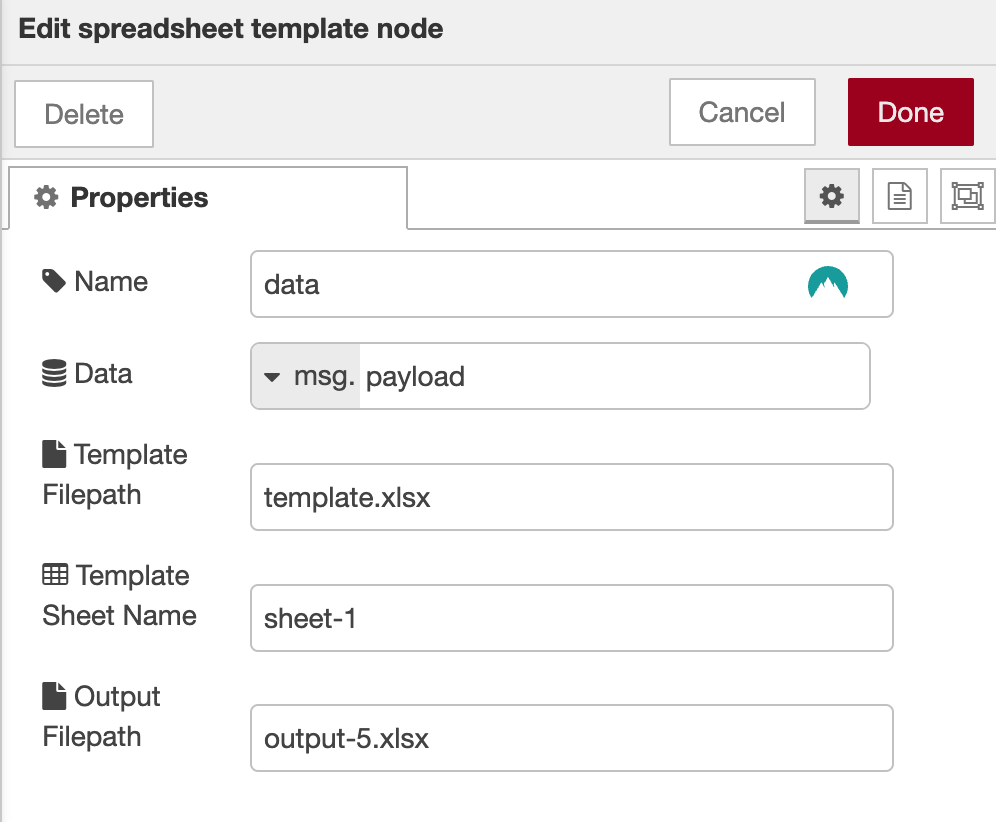 Edit spreadsheet template node
Delete
Cancel
Done
Properties
Name
data
Data
msg. payload
Template
Filepath
template.xlsx
Template
Sheet Name
sheet-1
Output
Filepath
output-5.xlsx